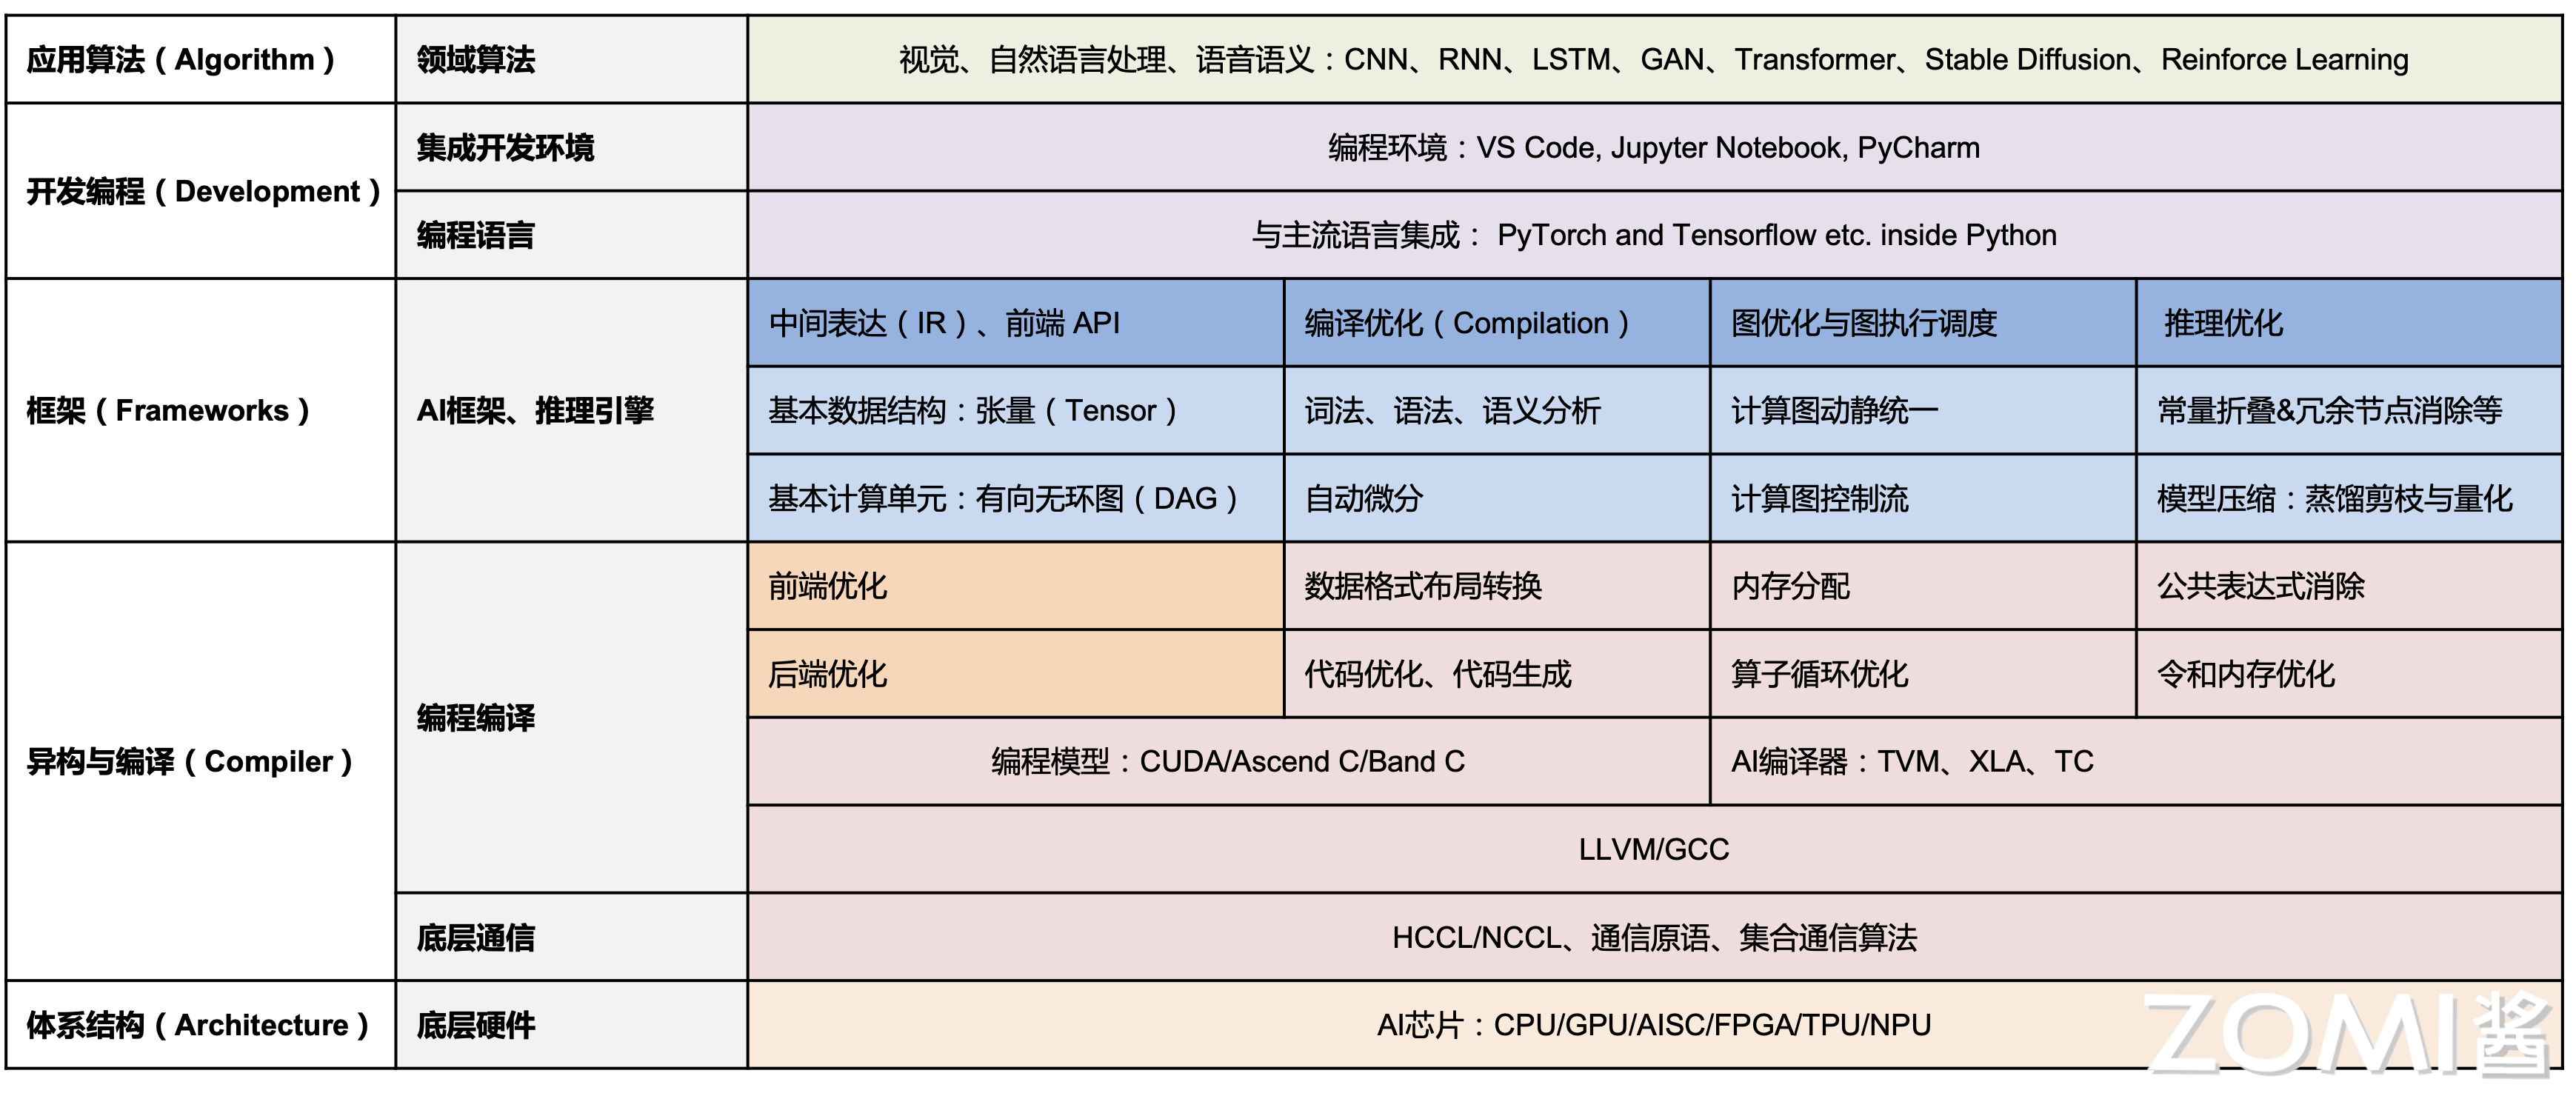 应用算法（Algorithm）
领域算法
视觉、自然语言处理、语音语义：CNN、RNN、LSTM、GAN、Transformer、Stable Diffusion、Reinforce Learning
开发编程（Development）
集成开发环境
编程环境：VS Code, Jupyter Notebook, PyCharm
编程语言
与主流语言集成： PyTorch and Tensorflow etc. inside Python
框架（Frameworks）
AI框架、推理引擎
中间表达（IR）、前端 API
编译优化（Compilation）
图优化与图执行调度
推理优化
基本数据结构：张量（Tensor）
词法、语法、语义分析
计算图动静统一
常量折叠&冗余节点消除等
基本计算单元：有向无环图（DAG）
自动微分
计算图控制流
模型压缩：蒸馏剪枝与量化
异构与编译（Compiler）
编程编译
前端优化
数据格式布局转换
内存分配
公共表达式消除
后端优化
代码优化、代码生成
算子循环优化
令和内存优化
编程模型：CUDA/Ascend C/Band C
AI编译器：TVM、XLA、TC
LLVM/GCC
底层通信
HCCL/NCCL、通信原语、集合通信算法
体系结构（Architecture）
底层硬件
AI芯片：CPU/GPU/AISC/FPGA/TPU/NPU
ZOMI酱